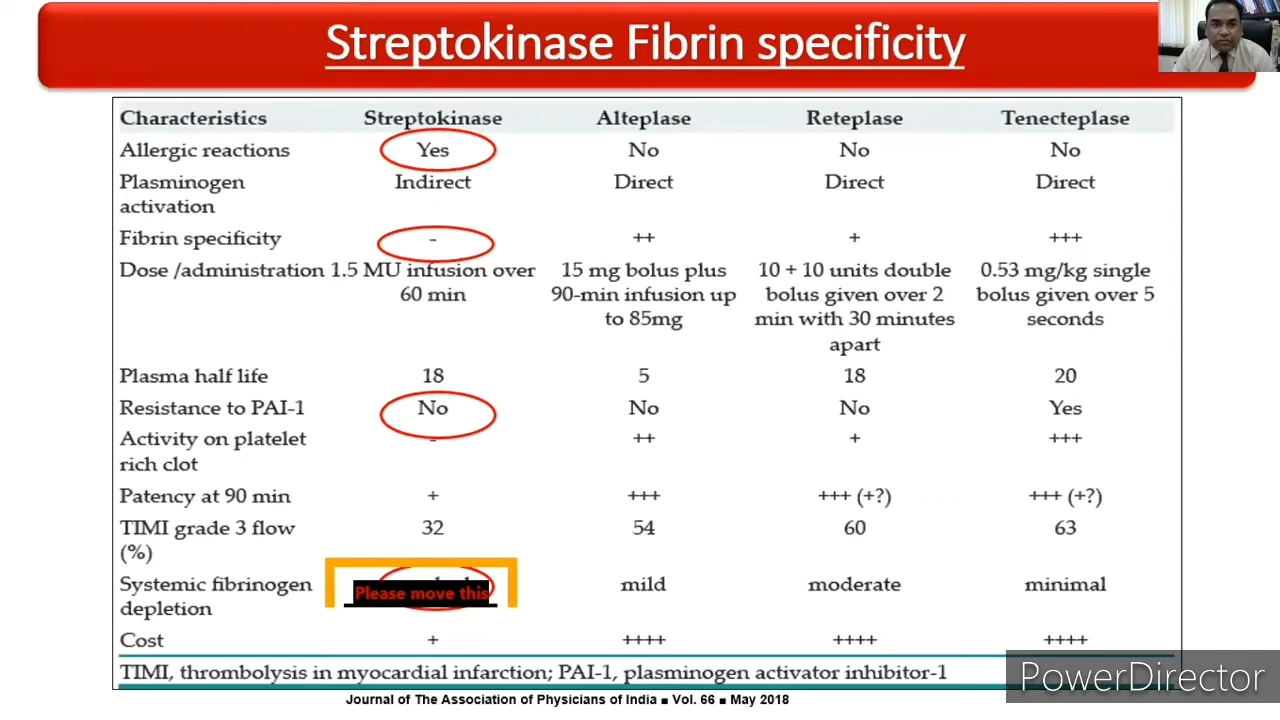 Streptokinase Fibrin specificity
Characteristics Streptokinase Alteplase Reteplase Tenecteplase
Allergic reactions Yes No No No
Plasminogen Indirect Direct Direct Direct
activation
Fibrin specificity - ++ + +++
Dose /administration 1.5 MU infusion over 15 mg bolus plus 10 + 10 units double 0.53 mg/kg single
60 min 90-min infusion up bolus given over 2 bolus given over 5
to 85mg min with 30 minutes seconds
apart
Plasma half life 18 5 18 20
Resistance to PAI-1 No No No Yes
Activity on platelet - ++ + +++
rich clot
Patency at 90 min + +++ +++ (+?) +++ (+?)
TIMI grade 3 flow 32 54 60 63
(%)
Systemic fibrinogen mild moderate minimal
Please move this
depletion
Cost + ++++ ++++ ++++
TIMI, thrombolysis in myocardial infarction; PAI-1, plasminogen activator inhibitor-1
Journal of The Association of Physicians of India ■ Vol. 66 ■ May 2018
PowerDirector